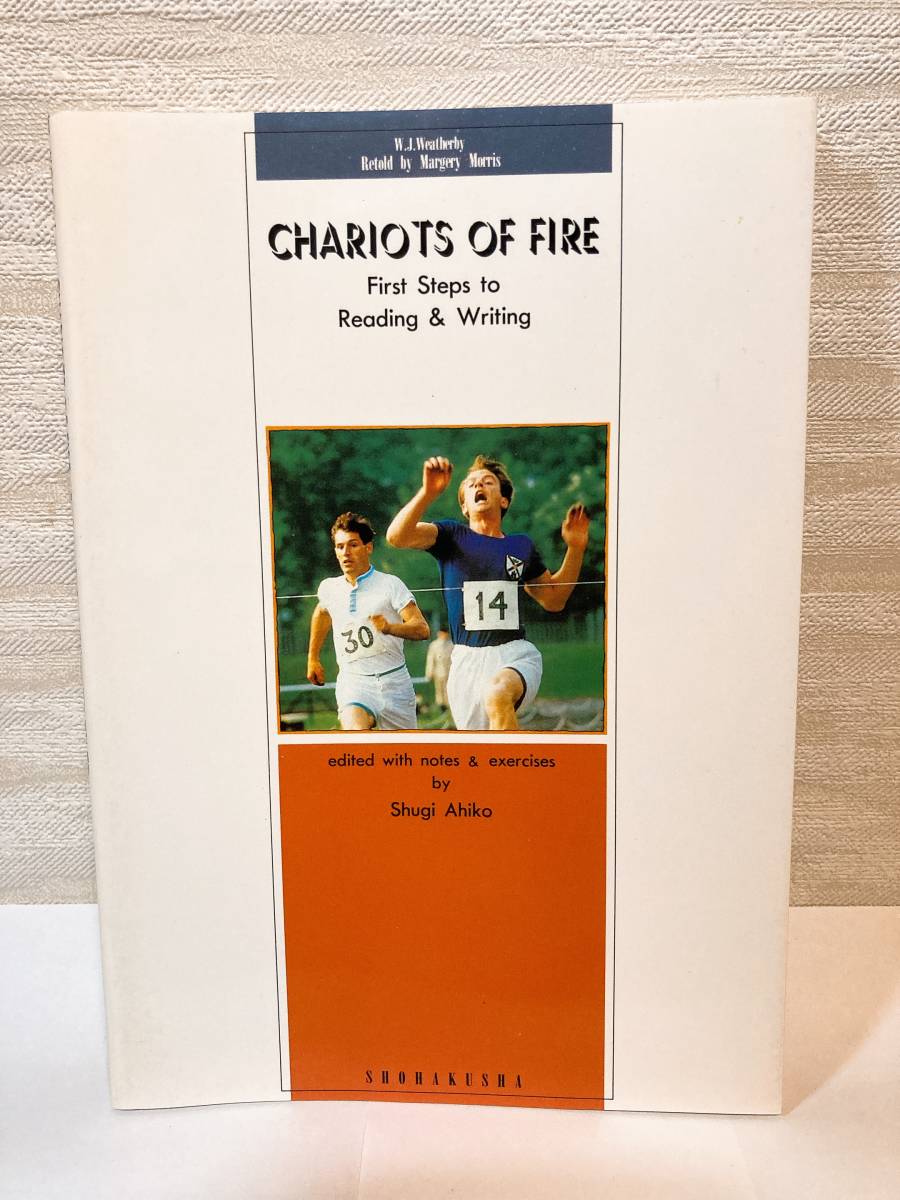 W.J.Weatherby
Retold by Margery Morris
CHARIOTS OF FIRE
First Steps to
Reading & Writing
30
14
edited with notes & exercises
by
Shugi Ahiko
SHOHAKUSHA